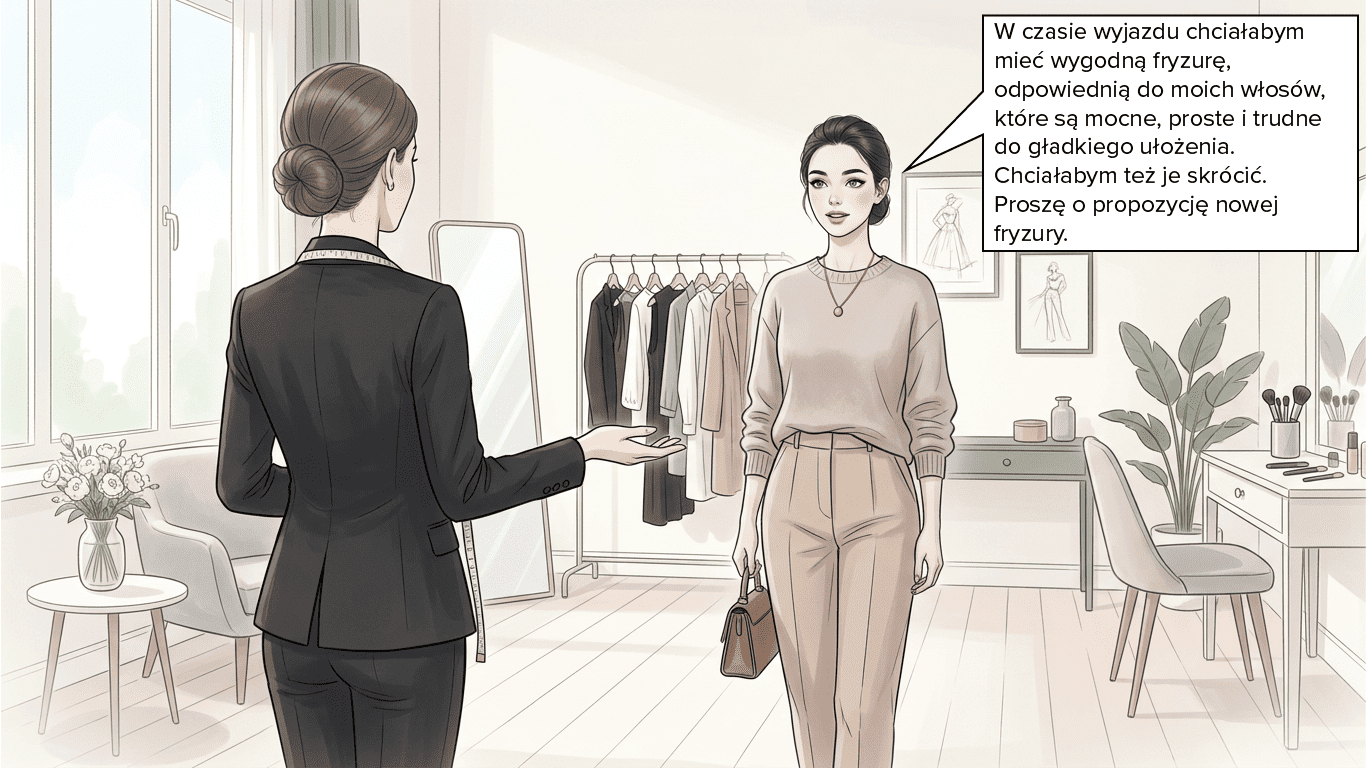 W czasie wyjazdu chciałabym
mieć wygodną fryzurę,
odpowiednią do moich włosów,
które są mocne, proste i trudne
do gładkiego ułożenia.
Chciałabym też je skrócić.
Proszę o propozycję nowej
fryzury.